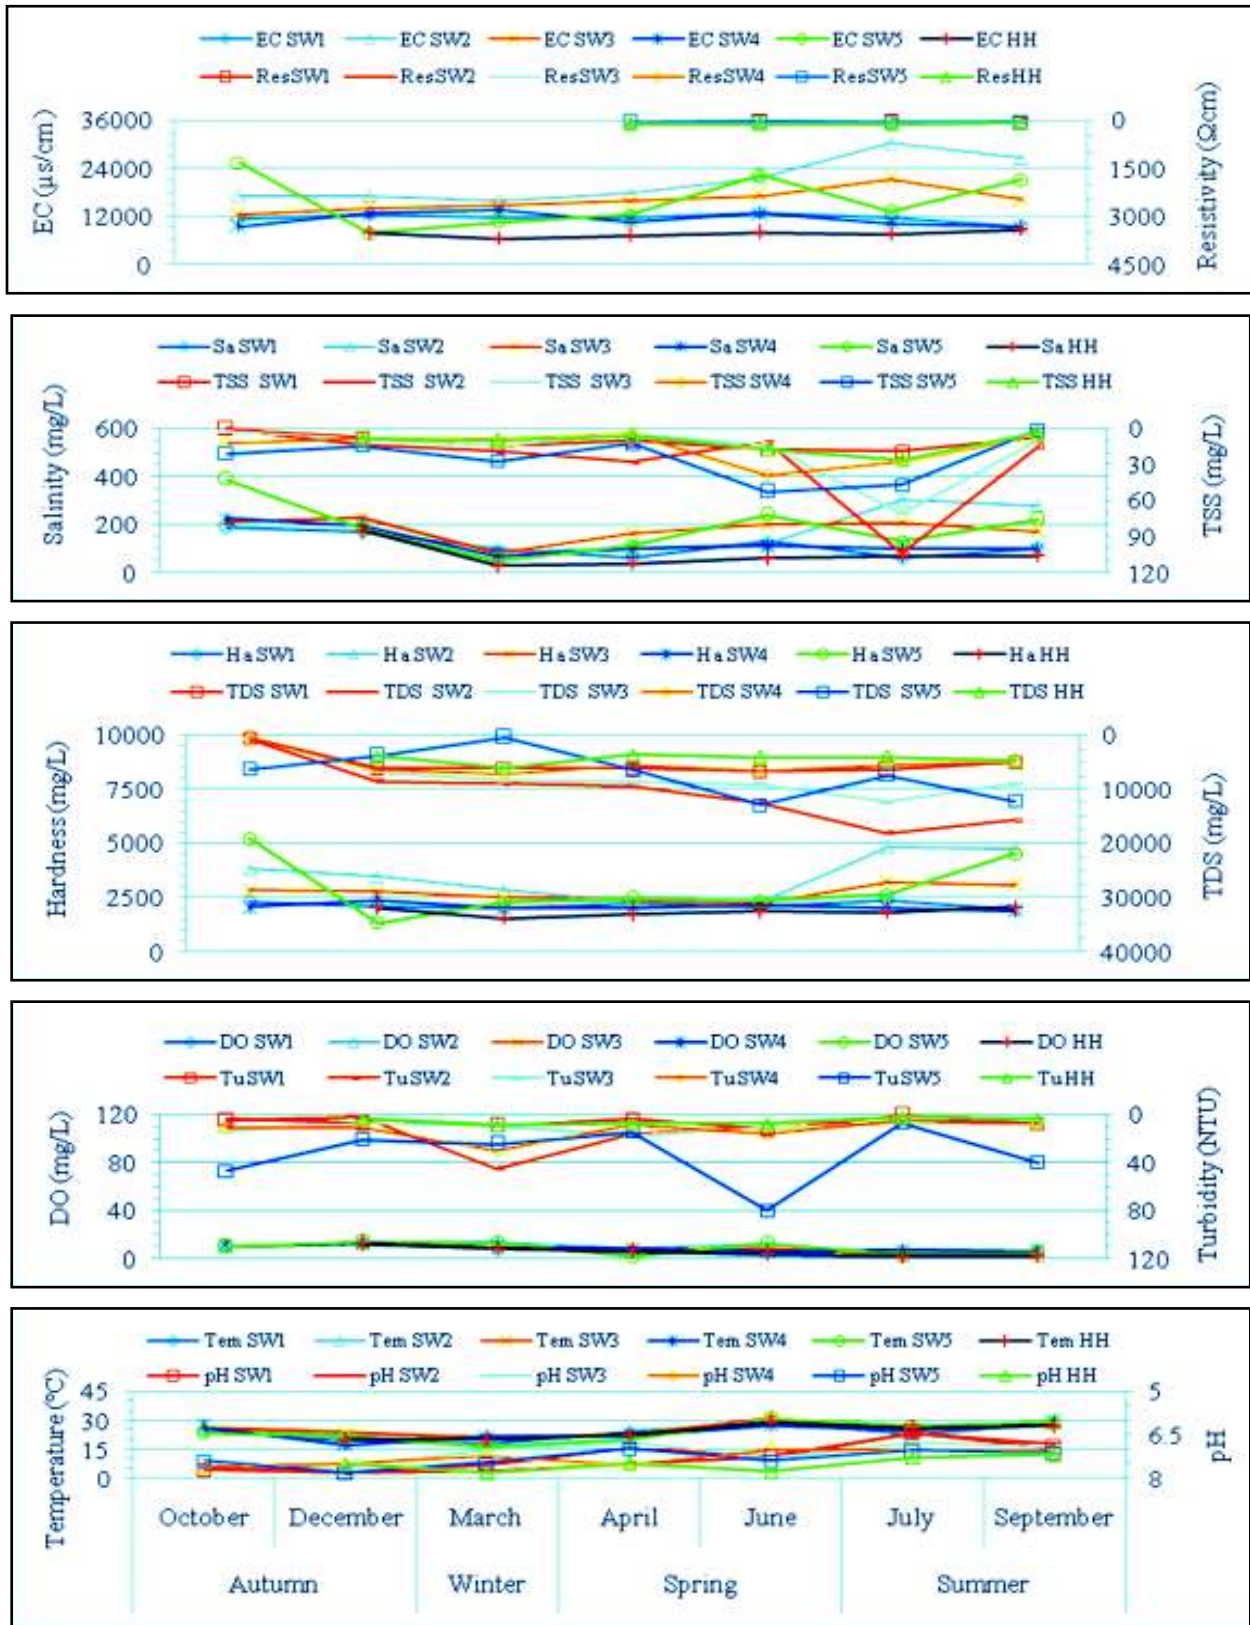 EC SW1 EC SW2 EC SW3 EC SW4 EC SW5 EC HH
ResSW1 ResSW2 ResSW3 ResSW4 ResSW5 ResHH
EC (µs/cm)
36000
24000
12000
0
0
1500
3000
4500
Resistivity (Ωcm)
Sa SW1 Sa SW2 Sa SW3 Sa SW4 Sa SW5 Sa HH
TSS SW1 TSS SW2 TSS SW3 TSS SW4 TSS SW5 TSS HH
Salinity (mg/L)
600
400
200
0
0
30
60
90
120
TSS (mg/L)
Ha SW1 Ha SW2 Ha SW3 Ha SW4 Ha SW5 Ha HH
TDS SW1 TDS SW2 TDS SW3 TDS SW4 TDS SW5 TDS HH
Hardness (mg/L)
10000
7500
5000
2500
0
0
10000
20000
30000
40000
TDS (mg/L)
DO SW1 DO SW2 DO SW3 DO SW4 DO SW5 DO HH
TuSW1 TuSW2 TuSW3 TuSW4 TuSW5 TuHH
DO (mg/L)
120
80
40
0
0
40
80
120
Turbidity (NTU)
Tem SW1 Tem SW2 Tem SW3 Tem SW4 Tem SW5 Tem HH
pH SW1 pH SW2 pH SW3 pH SW4 pH SW5 pH HH
Temperature (°C)
45
30
15
0
5
6.5
8
pH
October December March April June July September
Autumn Winter Spring Summer